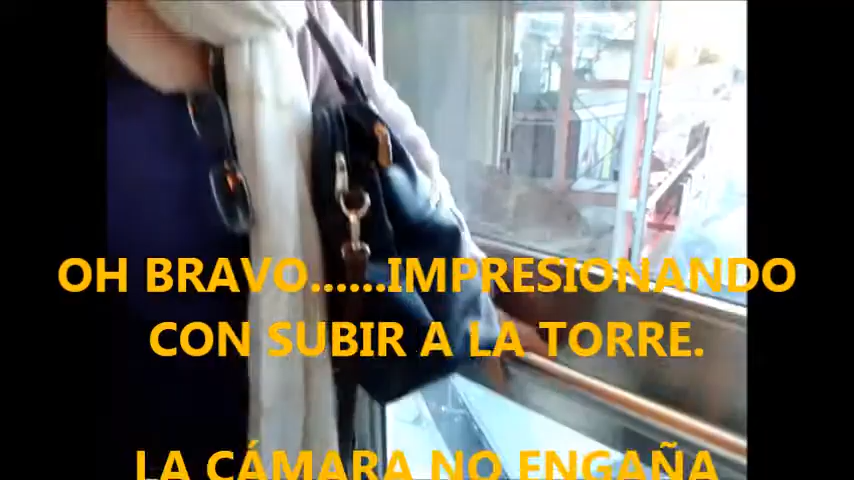 OH BRAVO......IMPRESIONANDO
CON SUBIR A LA TORRE.
LA CÁMARA NO ENGAÑA